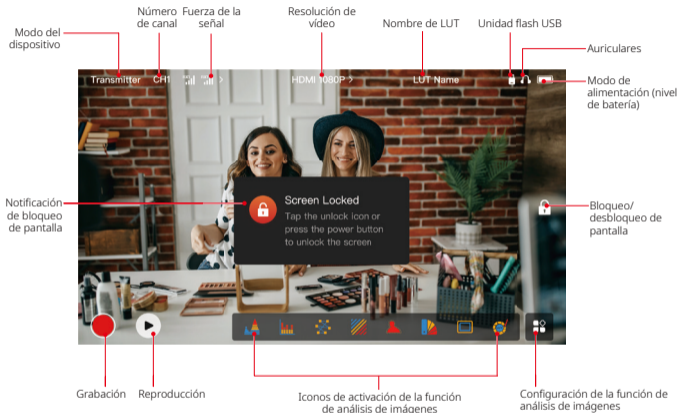 Modo del
dispositivo
Número
de canal
Fuerza de la
señal
Resolución de
vídeo
Nombre de LUT
Unidad flash USB
Auriculares
Modo de
alimentación (nivel
de batería)
Transmitter CH1 HDMI 1080P > LUT Name
Notificación
de bloqueo
de pantalla
Screen Locked
Tap the unlock icon or
press the power button
to unlock the screen
Bloqueo/
desbloqueo de
pantalla
Grabación
Reproducción
Iconos de activación de la función
de análisis de imágenes
Configuración de la función de
análisis de imágenes